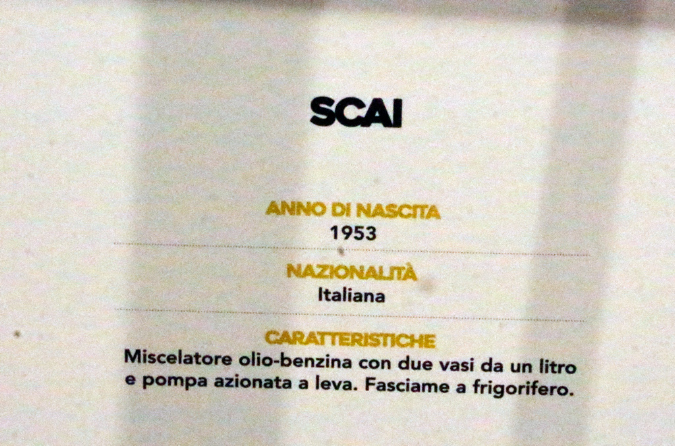 SCAI
ANNO DI NASCITA
1953
NAZIONALITÀ
Italiana
CARATTERISTICHE
Miscelatore olio-benzina con due vasi da un litro
e pompa azionata a leva. Fasciame a frigorifero.